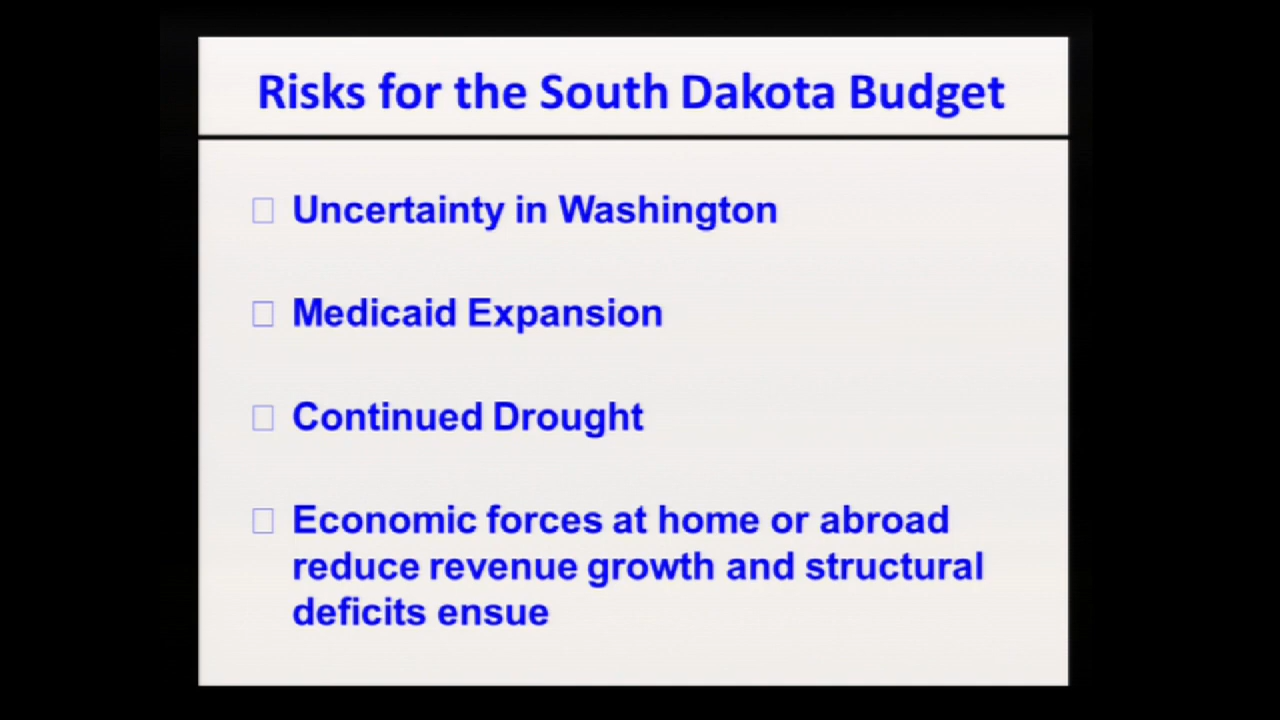 Risks for the South Dakota Budget
Uncertainty in Washington
Medicaid Expansion
Continued Drought
Economic forces at home or abroad
reduce revenue growth and structural
deficits ensue